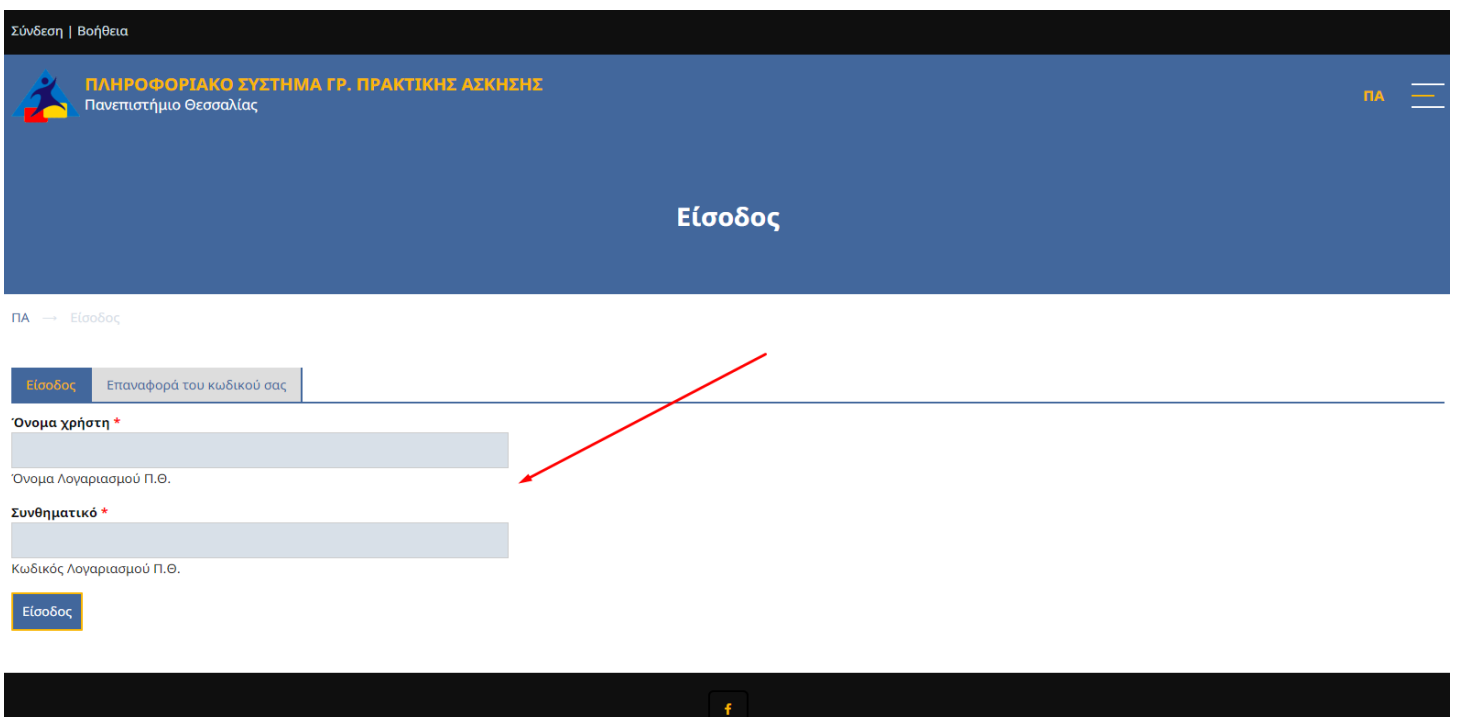 Σύνδεση | Βοήθεια
ΠΛΗΡΟΦΟΡΙΑΚΟ ΣΥΣΤΗΜΑ ΓΡ. ΠΡΑΚΤΙΚΗΣ ΑΣΚΗΣΗΣ
Πανεπιστήμιο Θεσσαλίας
ΠΑ
Είσοδος
ΠΑ → Είσοδος
Είσοδος Επαναφορά του κωδικού σας
Όνομα χρήστη *
Όνομα Λογαριασμού Π.Θ.
Συνθηματικό *
Κωδικός Λογαριασμού Π.Θ.
Είσοδος
f